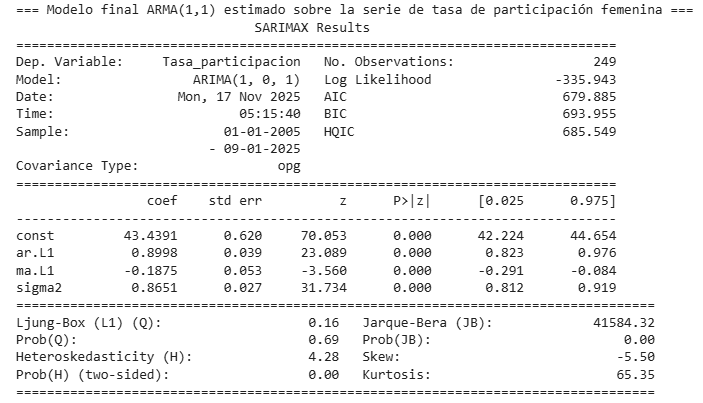 === Modelo final ARMA(1,1) estimado sobre la serie de tasa de participación femenina ===
SARIMAX Results
==============================================================================
Dep. Variable: Tasa_participacion No. Observations: 249
Model: ARIMA(1, 0, 1) Log Likelihood -335.943
Date: Mon, 17 Nov 2025 AIC 679.885
Time: 05:15:40 BIC 693.955
Sample: 01-01-2005 HQIC 685.549
- 09-01-2025
Covariance Type: opg
==============================================================================
coef std err z P>|z| [0.025 0.975]
------------------------------------------------------------------------------
const 43.4391 0.620 70.053 0.000 42.224 44.654
ar.L1 0.8998 0.039 23.089 0.000 0.823 0.976
ma.L1 -0.1875 0.053 -3.560 0.000 -0.291 -0.084
sigma2 0.8651 0.027 31.734 0.000 0.812 0.919
===================================================================================
Ljung-Box (L1) (Q): 0.16 Jarque-Bera (JB): 41584.32
Prob(Q): 0.69 Prob(JB): 0.00
Heteroskedasticity (H): 4.28 Skew: -5.50
Prob(H) (two-sided): 0.00 Kurtosis: 65.35
===================================================================================